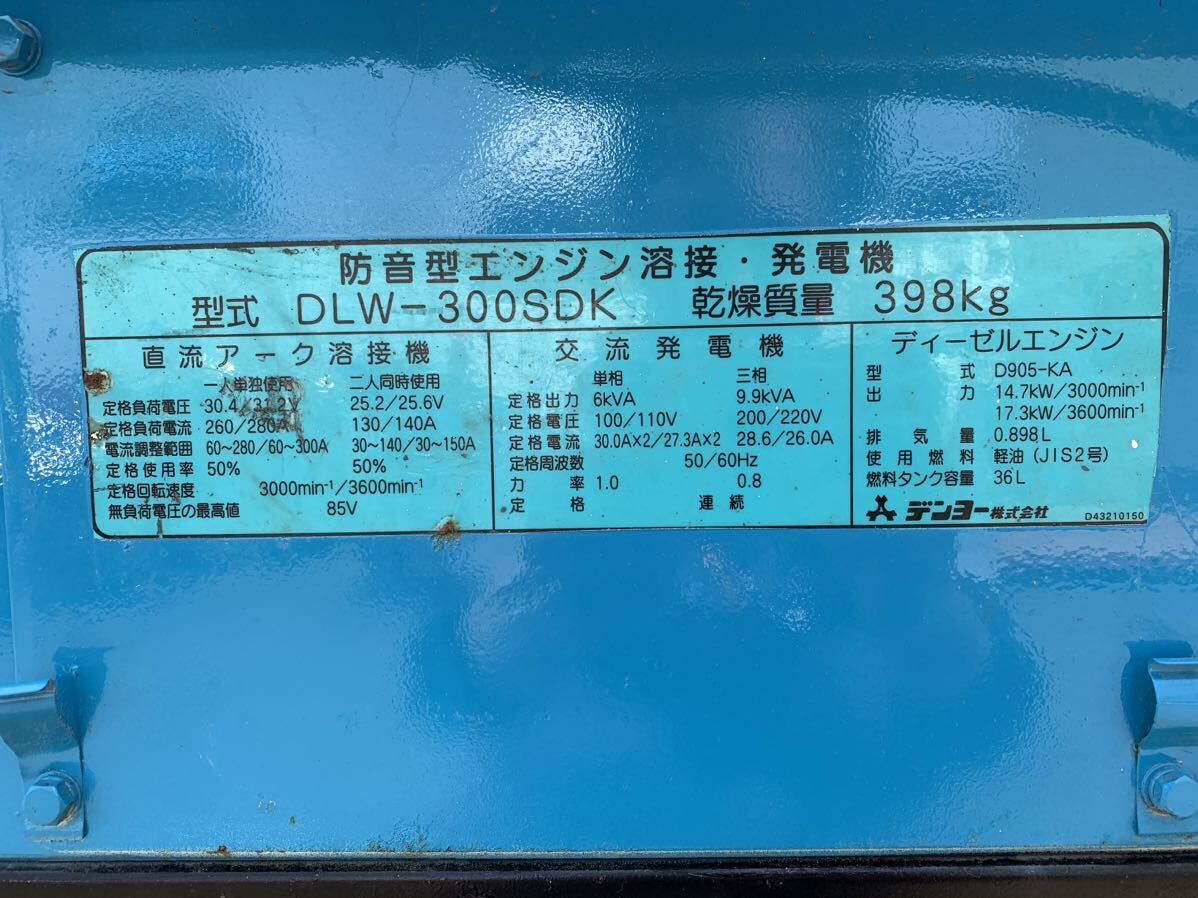 防音型エンジン溶接・発電機
型式 DLW-300SDK 乾燥質量 398kg
直流アーク溶接機
一人単独使用 二人同時使用
定格負荷電圧 30.4/31.2V 25.2/25.6V
定格負荷電流 260/280A 130/140A
電流調整範囲 60~280/60~300A 30~140/30~150A
定格使用率 50% 50%
定格回転速度 3000min⁻¹/3600min⁻¹
無負荷電圧の最高値 85V
交流発電機
単相 三相
定格出力 6kVA 9.9kVA
定格電圧 100/110V 200/220V
定格電流 30.0A×2/27.3A×2 28.6/26.0A
定格周波数 50/60Hz
力率 1.0 0.8
定格 連続
ディーゼルエンジン
型式 D905-KA
出力 14.7kW/3000min⁻¹
17.3kW/3600min⁻¹
排気量 0.898L
使用燃料 軽油(JIS2号)
燃料タンク容量 36L
デンヨー株式会社 D43210150